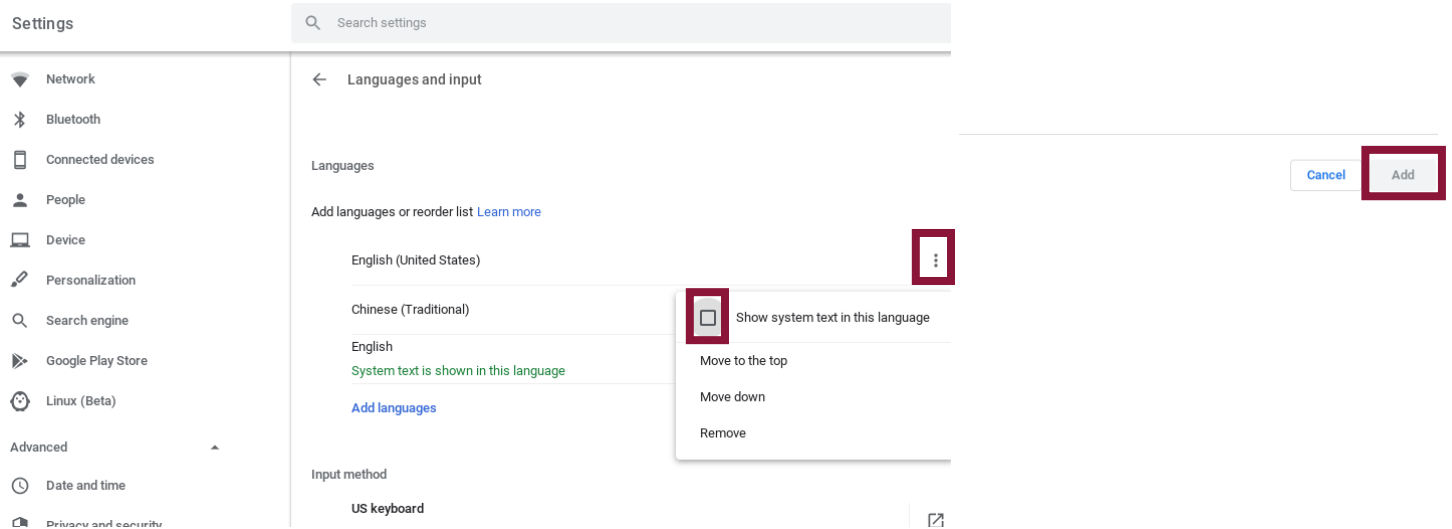 Settings
Search settings
Network
Bluetooth
Connected devices
People
Device
Personalization
Search engine
Google Play Store
Linux (Beta)
Advanced
Date and time
Privacy and security
Languages and input
Languages
Add languages or reorder list Learn more
English (United States)
Chinese (Traditional)
English
System text is shown in this language
Add languages
Show system text in this language
Move to the top
Move down
Remove
Input method
US keyboard
Cancel
Add